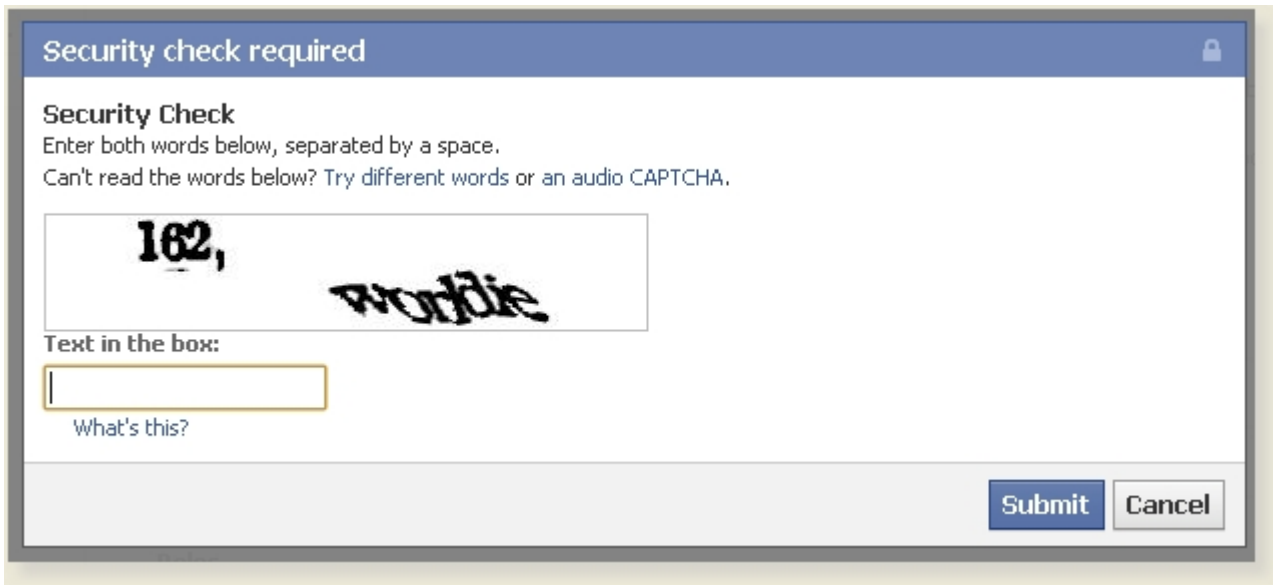 Security check required
Security Check
Enter both words below, separated by a space.
Can't read the words below? Try different words or an audio CAPTCHA.
162,
worldie
Text in the box:
What's this?
Submit Cancel